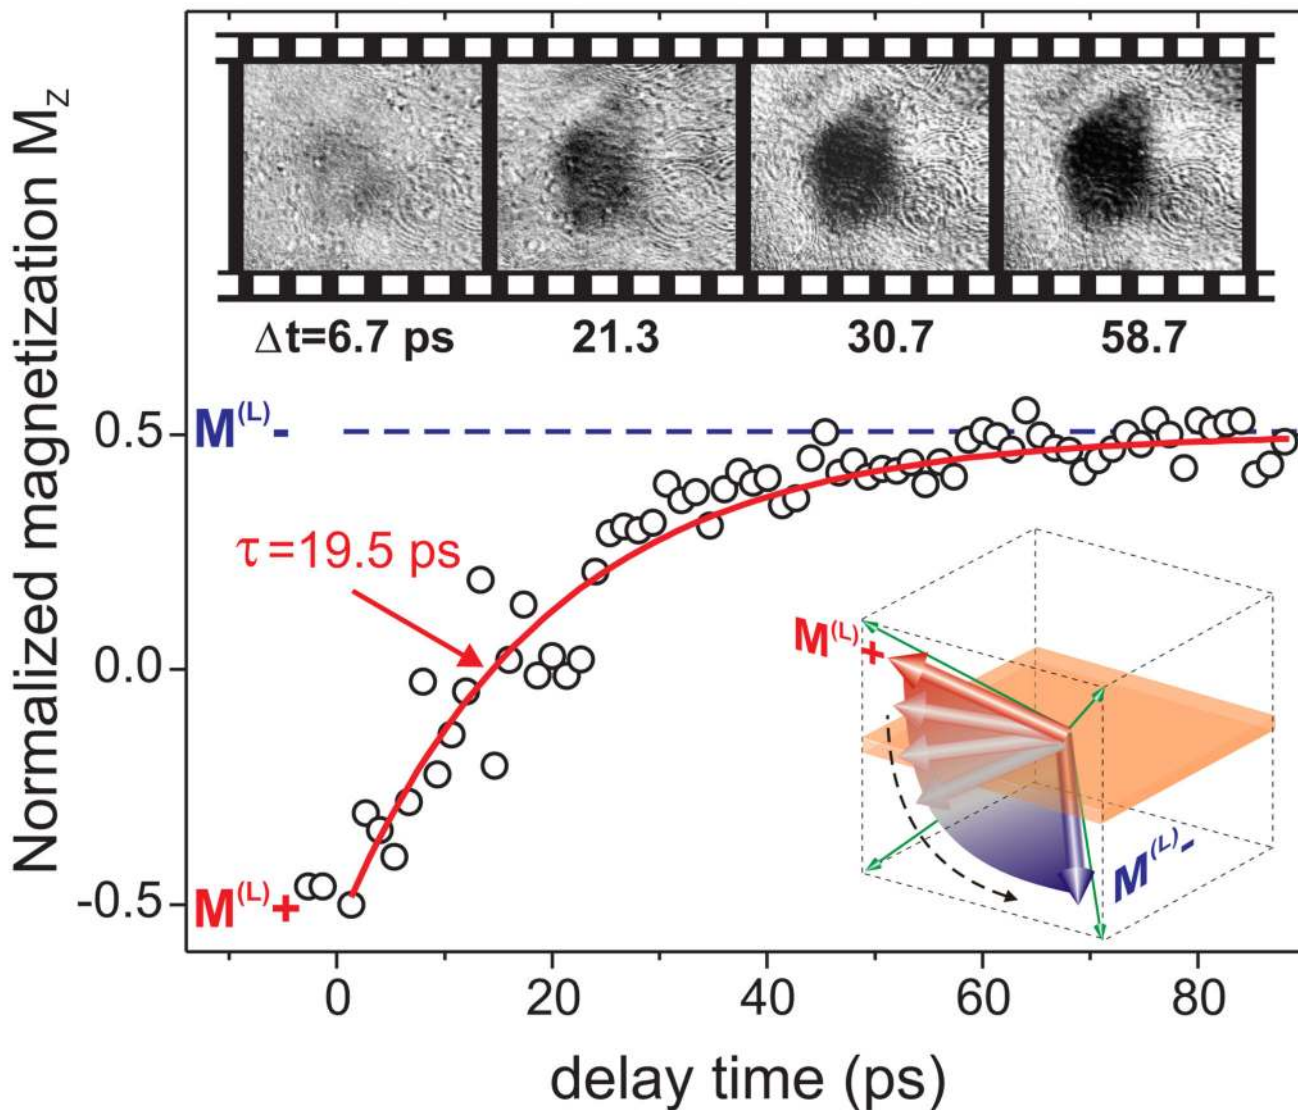 Normalized magnetization M_z
Δt=6.7 ps 21.3 30.7 58.7
0.5
M^(L)-
τ=19.5 ps
0.0
M^(L)+
M^(L)-
-0.5
M^(L)+
0 20 40 60 80
delay time (ps)